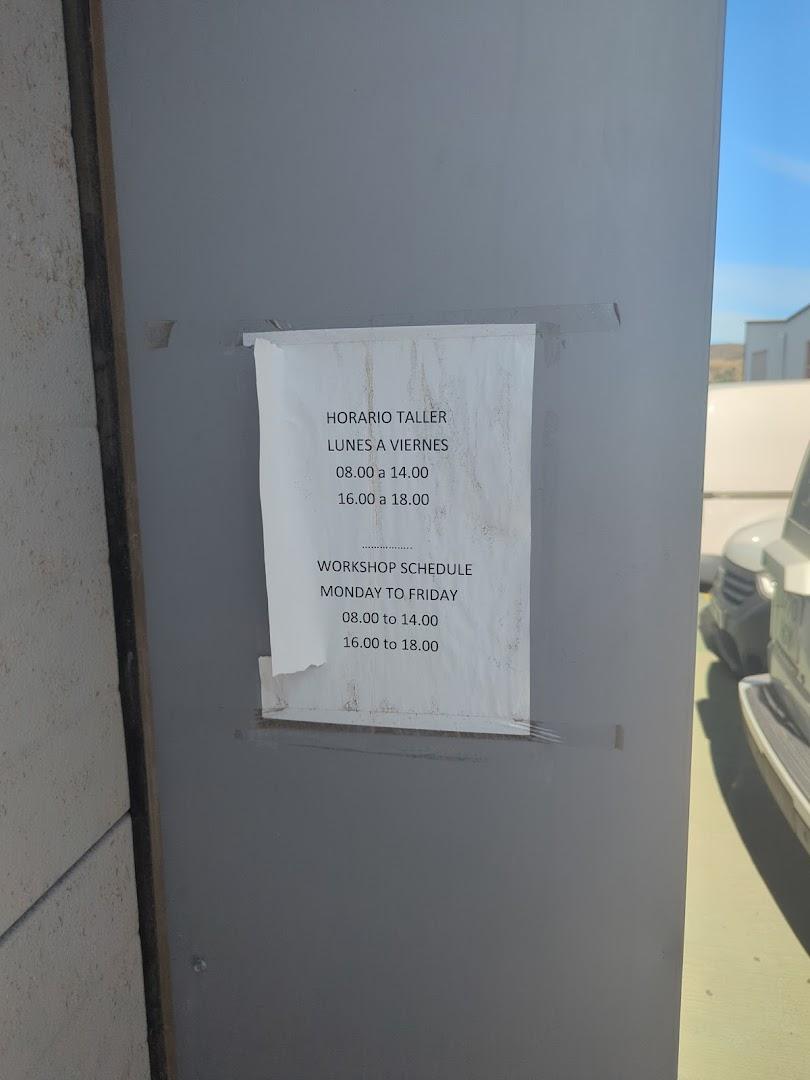 HORARIO TALLER
LUNES A VIERNES
08.00 a 14.00
16.00 a 18.00
................
WORKSHOP SCHEDULE
MONDAY TO FRIDAY
08.00 to 14.00
16.00 to 18.00